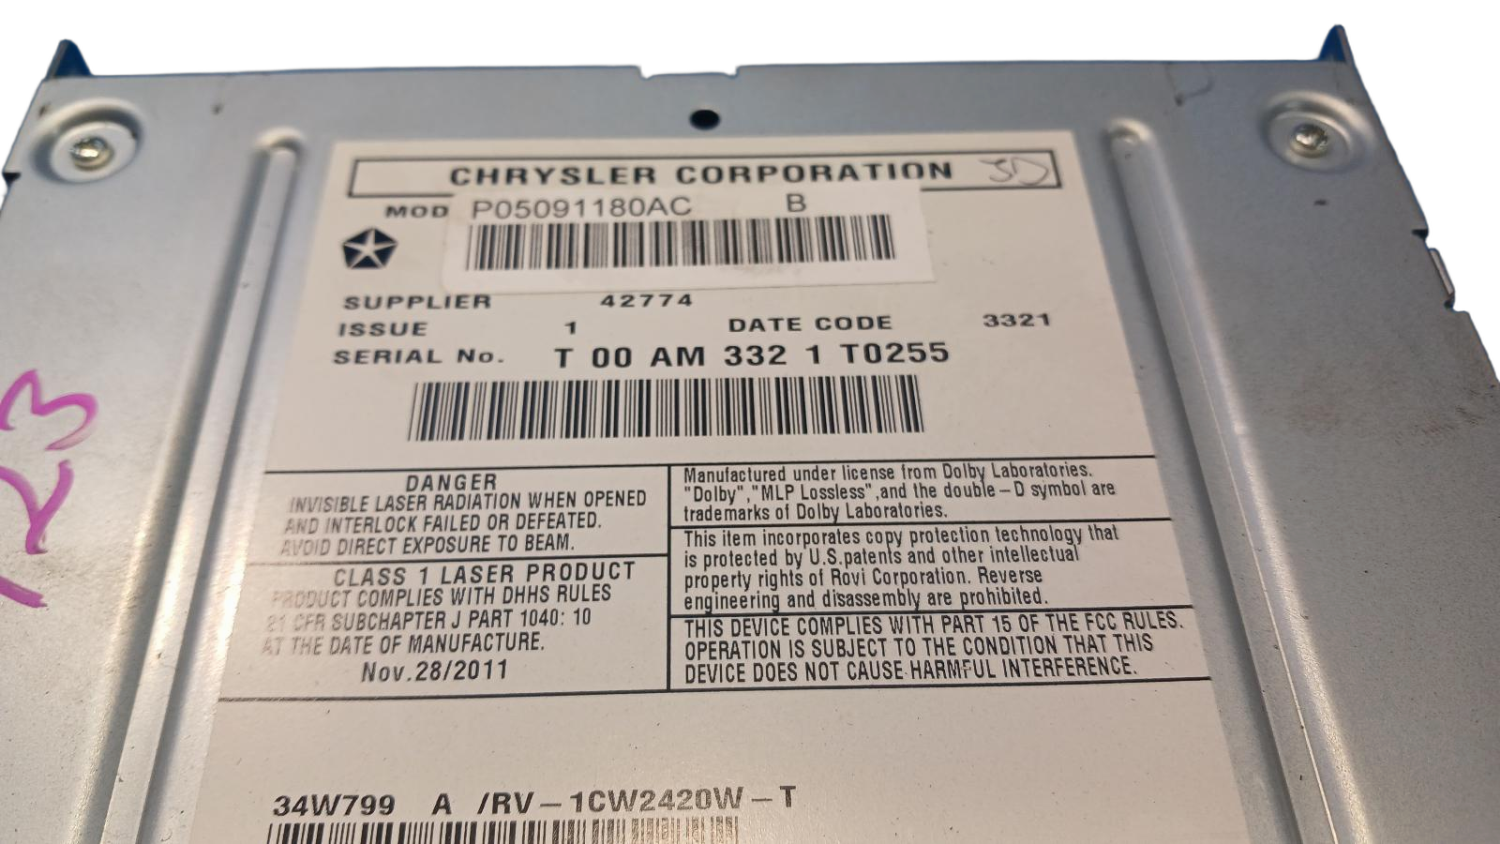 CHRYSLER CORPORATION JD
MOD P05091180AC B
SUPPLIER 42774
ISSUE 1 DATE CODE 3321
SERIAL No. T 00 AM 332 1 T0255
DANGER
INVISIBLE LASER RADIATION WHEN OPENED
AND INTERLOCK FAILED OR DEFEATED.
AVOID DIRECT EXPOSURE TO BEAM.
CLASS 1 LASER PRODUCT
PRODUCT COMPLIES WITH DHHS RULES
21 CFR SUBCHAPTER J PART 1040: 10
AT THE DATE OF MANUFACTURE.
Nov.28/2011
Manufactured under license from Dolby Laboratories.
"Dolby","MLP Lossless",and the double-D symbol are
trademarks of Dolby Laboratories.
This item incorporates copy protection technology that
is protected by U.S.patents and other intellectual
property rights of Rovi Corporation. Reverse
engineering and disassembly are prohibited.
THIS DEVICE COMPLIES WITH PART 15 OF THE FCC RULES.
OPERATION IS SUBJECT TO THE CONDITION THAT THIS
DEVICE DOES NOT CAUSE HARMFUL INTERFERENCE.
34W799 A /RV-1CW2420W-T
123